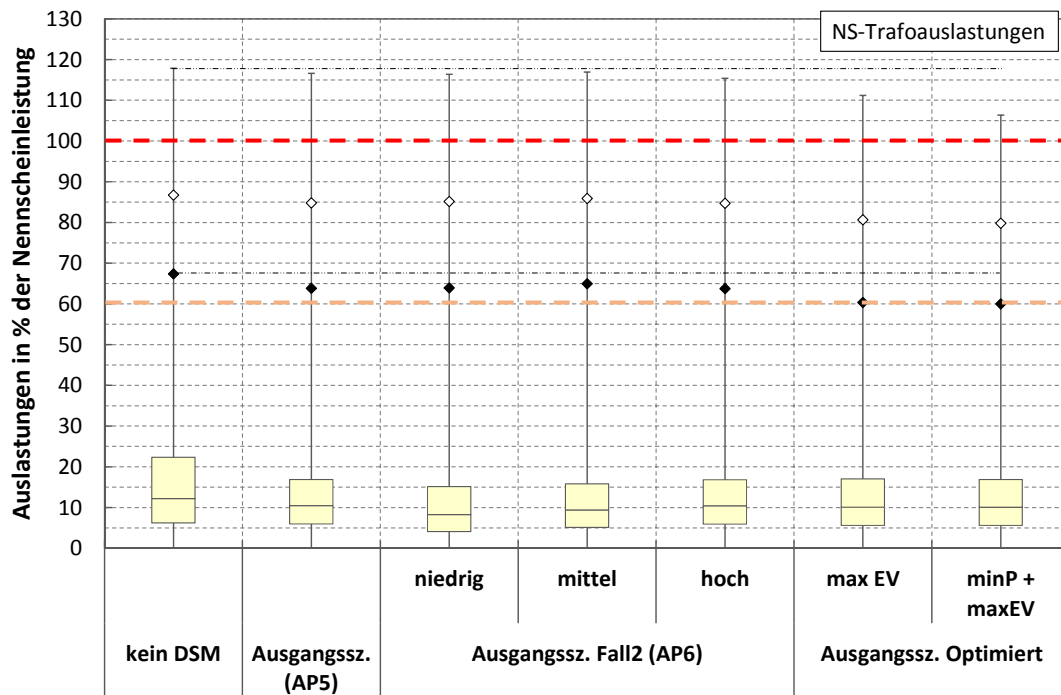 NS-Trafoauslastungen
Auslastungen in % der Nennscheinleistung
130
120
110
100
90
80
70
60
50
40
30
20
10
0
niedrig
mittel
hoch
max EV
minP +
maxEV
kein DSM
Ausgangssz.
(AP5)
Ausgangssz. Fall2 (AP6)
Ausgangssz. Optimiert